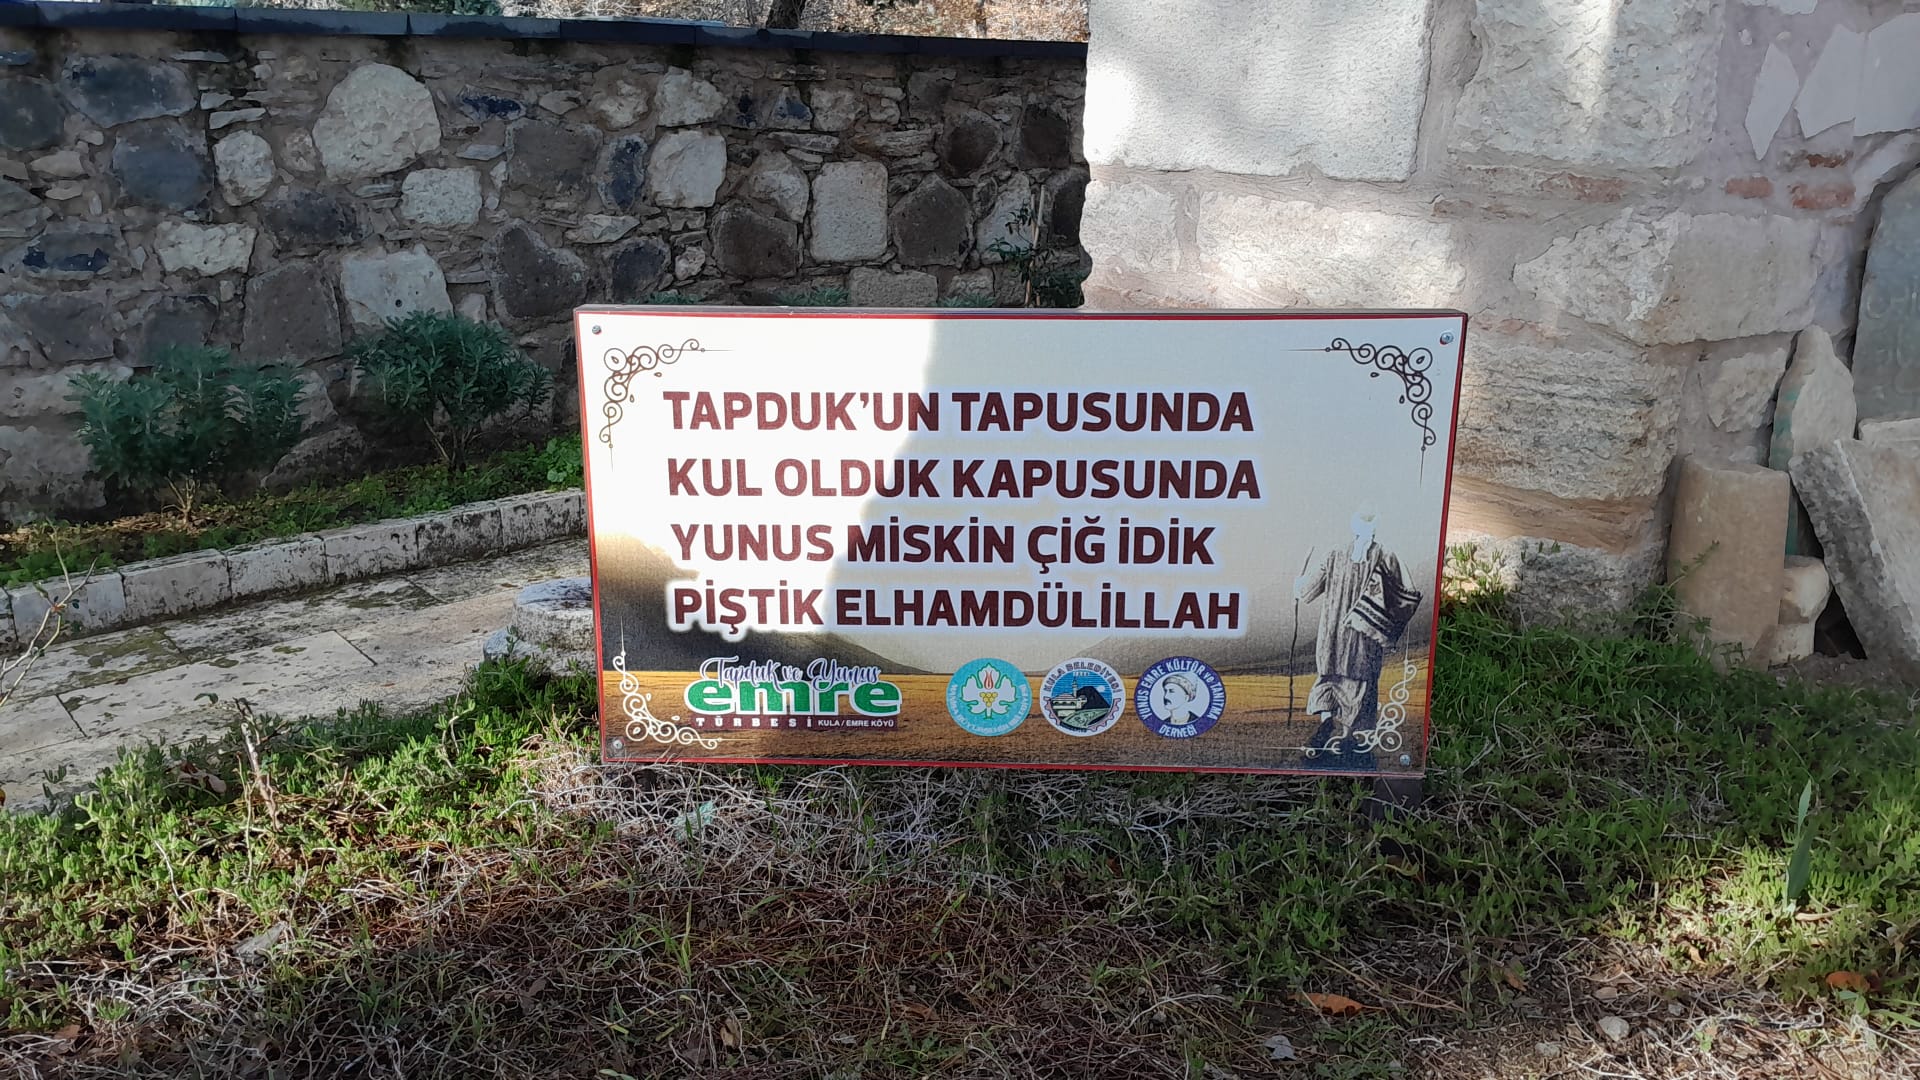 TAPDUK'UN TAPUSUNDA
KUL OLDUK KAPUSUNDA
YUNUS MİSKİN ÇİĞ İDİK
PİŞTİK ELHAMDÜLİLLAH
Tapduk ve Yunus
emre
TÜRBESİ KULA / EMRE KÖYÜ
KULA BELEDİYESİ
YUNUS EMRE KÜLTÜR ve TANITMA
DERNEĞİ